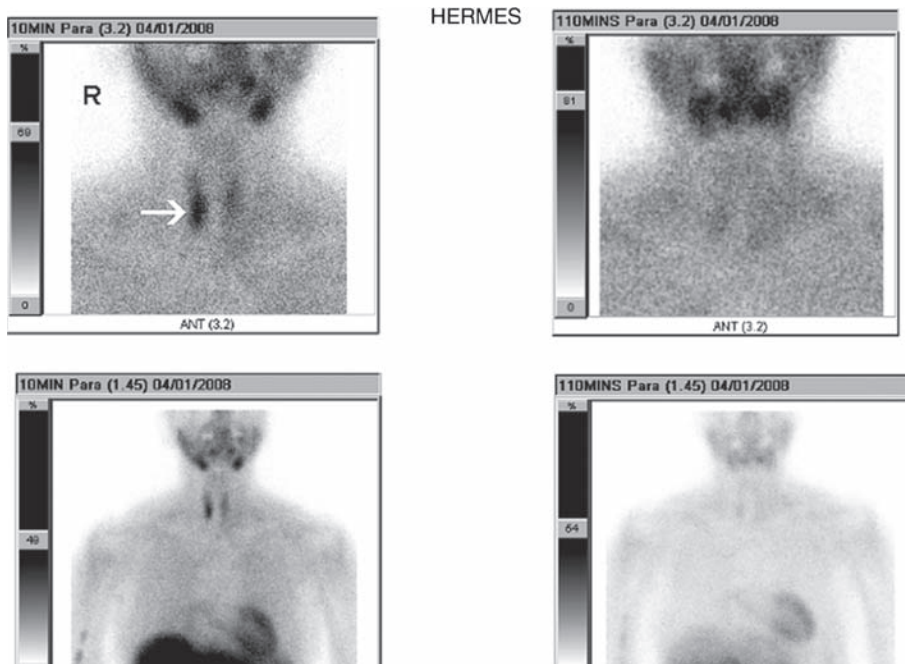 HERMES
10MIN Para (3.2) 04/01/2008
%
R
69
0
ANT (3.2)
110MINS Para (3.2) 04/01/2008
%
81
0
ANT (3.2)
10MIN Para (1.45) 04/01/2008
%
49
110MINS Para (1.45) 04/01/2008
%
64